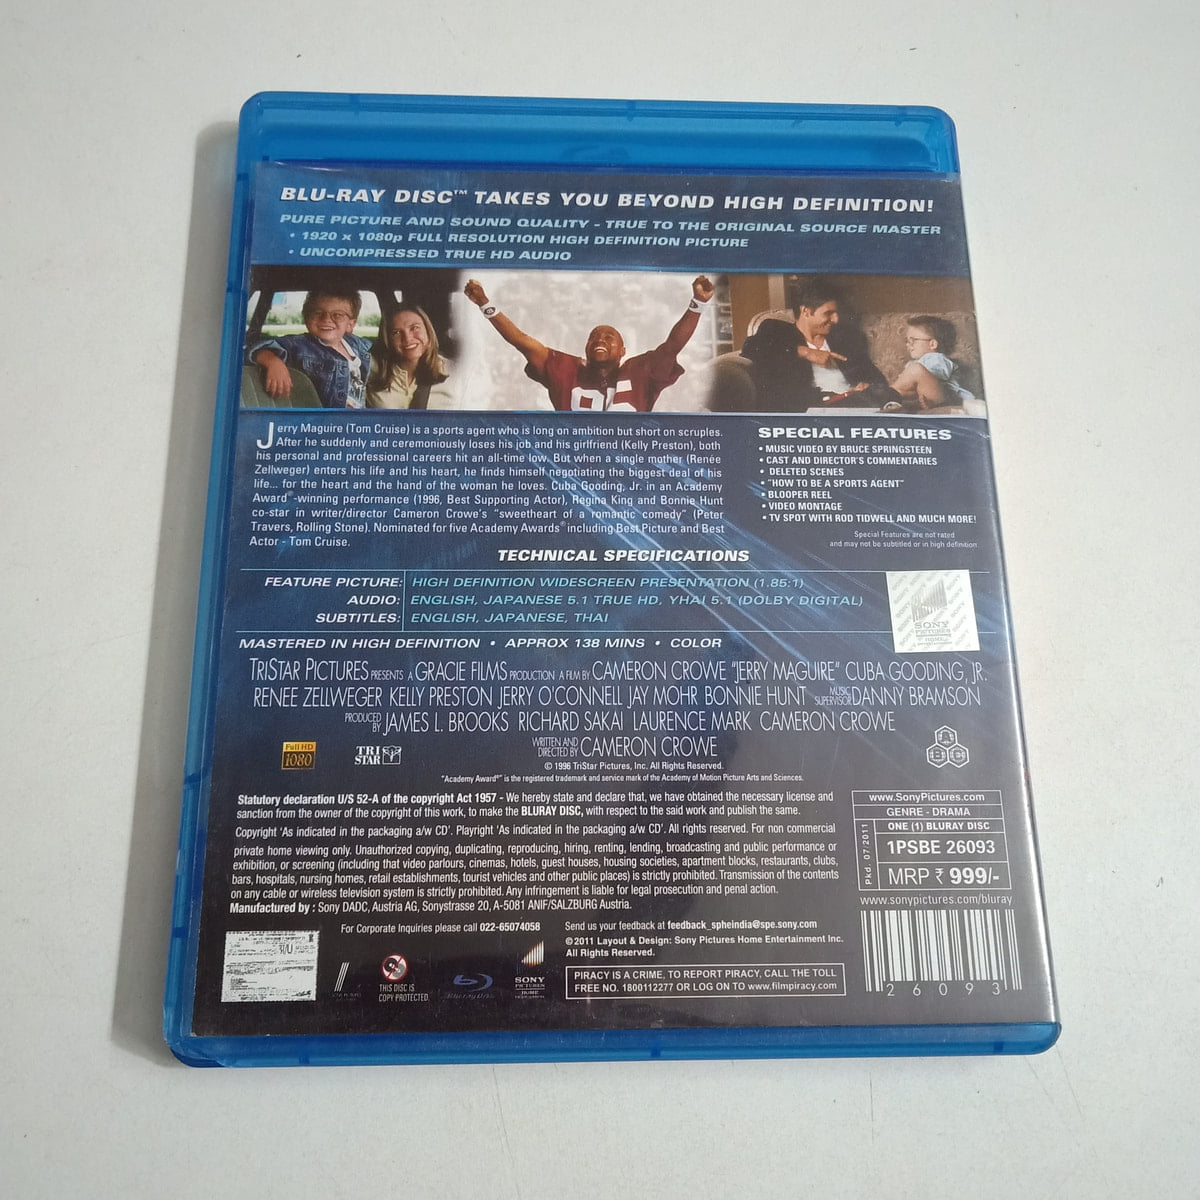 BLU-RAY DISC™ TAKES YOU BEYOND HIGH DEFINITION!
PURE PICTURE AND SOUND QUALITY - TRUE TO THE ORIGINAL SOURCE MASTER
• 1920 x 1080p FULL RESOLUTION HIGH DEFINITION PICTURE
• UNCOMPRESSED TRUE HD AUDIO
85
Jerry Maguire (Tom Cruise) is a sports agent who is long on ambition but short on scruples.
After he suddenly and ceremoniously loses his job and his girlfriend (Kelly Preston), both
his personal and professional careers hit an all-time low. But when a single mother (Renée
Zellweger) enters his life and his heart, he finds himself negotiating the biggest deal of his
life... for the heart and the hand of the woman he loves. Cuba Gooding, Jr. in an Academy
Award®-winning performance (1996, Best Supporting Actor), Regina King and Bonnie Hunt
co-star in writer/director Cameron Crowe's "sweetheart of a romantic comedy" (Peter
Travers, Rolling Stone). Nominated for five Academy Awards® including Best Picture and Best
Actor - Tom Cruise.
SPECIAL FEATURES
• MUSIC VIDEO BY BRUCE SPRINGSTEEN
• CAST AND DIRECTOR'S COMMENTARIES
• DELETED SCENES
• "HOW TO BE A SPORTS AGENT"
• BLOOPER REEL
• VIDEO MONTAGE
• TV SPOT WITH ROD TIDWELL AND MUCH MORE!
Special Features are not rated
and may not be subtitled or in high definition.
TECHNICAL SPECIFICATIONS
FEATURE PICTURE: HIGH DEFINITION WIDESCREEN PRESENTATION (1.85:1)
AUDIO: ENGLISH, JAPANESE 5.1 TRUE HD, YHAI 5.1 (DOLBY DIGITAL)
SUBTITLES: ENGLISH, JAPANESE, THAI
SONY
PICTURES
HOME
MASTERED IN HIGH DEFINITION • APPROX 138 MINS • COLOR
TRISTAR PICTURES PRESENTS A GRACIE FILMS PRODUCTION A FILM BY CAMERON CROWE "JERRY MAGUIRE" CUBA GOODING, JR.
RENEE ZELLWEGER KELLY PRESTON JERRY O'CONNELL JAY MOHR BONNIE HUNT MUSIC SUPERVISOR DANNY BRAMSON
PRODUCED BY JAMES L. BROOKS RICHARD SAKAI LAURENCE MARK CAMERON CROWE
WRITTEN AND DIRECTED BY CAMERON CROWE
Full HD
1080
TRI
STAR
© 1996 TriStar Pictures, Inc. All Rights Reserved.
"Academy Award®" is the registered trademark and service mark of the Academy of Motion Picture Arts and Sciences.
Statutory declaration U/S 52-A of the copyright Act 1957 - We hereby state and declare that, we have obtained the necessary license and
sanction from the owner of the copyright of this work, to make the BLURAY DISC, with respect to the said work and publish the same.
Copyright 'As indicated in the packaging a/w CD'. Playright 'As indicated in the packaging a/w CD'. All rights reserved. For non commercial
private home viewing only. Unauthorized copying, duplicating, reproducing, hiring, renting, lending, broadcasting and public performance or
exhibition, or screening (including that video parlours, cinemas, hotels, guest houses, housing societies, apartment blocks, restaurants, clubs,
bars, hospitals, nursing homes, retail establishments, tourist vehicles and other public places) is strictly prohibited. Transmission of the contents
on any cable or wireless television system is strictly prohibited. Any infringement is liable for legal prosecution and penal action.
Manufactured by : Sony DADC, Austria AG, Sonystrasse 20, A-5081 ANIF/SALZBURG Austria.
Pkd. 07/2011
www.SonyPictures.com
GENRE - DRAMA
ONE (1) BLURAY DISC
1PSBE 26093
MRP ₹ 999/-
www.sonypictures.com/bluray
26093
For Corporate Inquiries please call 022-65074058
Send us your feedback at feedback_spheindia@spe.sony.com
© 2011 Layout & Design: Sony Pictures Home Entertainment Inc.
All Rights Reserved.
PIRACY IS A CRIME, TO REPORT PIRACY, CALL THE TOLL
FREE NO. 1800112277 OR LOG ON TO www.filmpiracy.com
THIS DISC IS
COPY PROTECTED
Blu-ray Disc
SONY
PICTURES
HOME